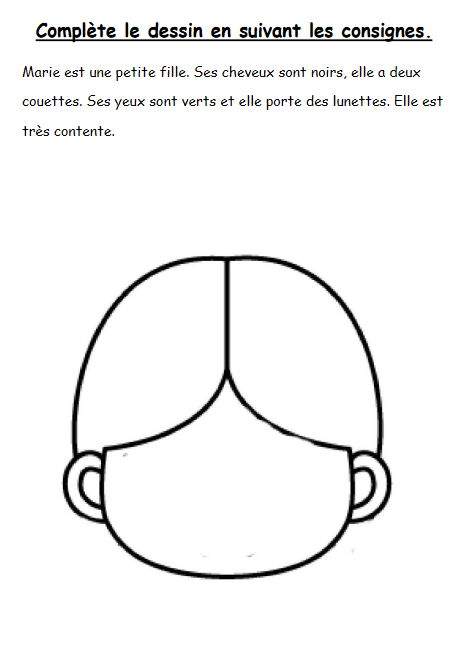 Complète le dessin en suivant les consignes.
Marie est une petite fille. Ses cheveux sont noirs, elle a deux
couettes. Ses yeux sont verts et elle porte des lunettes. Elle est
très contente.